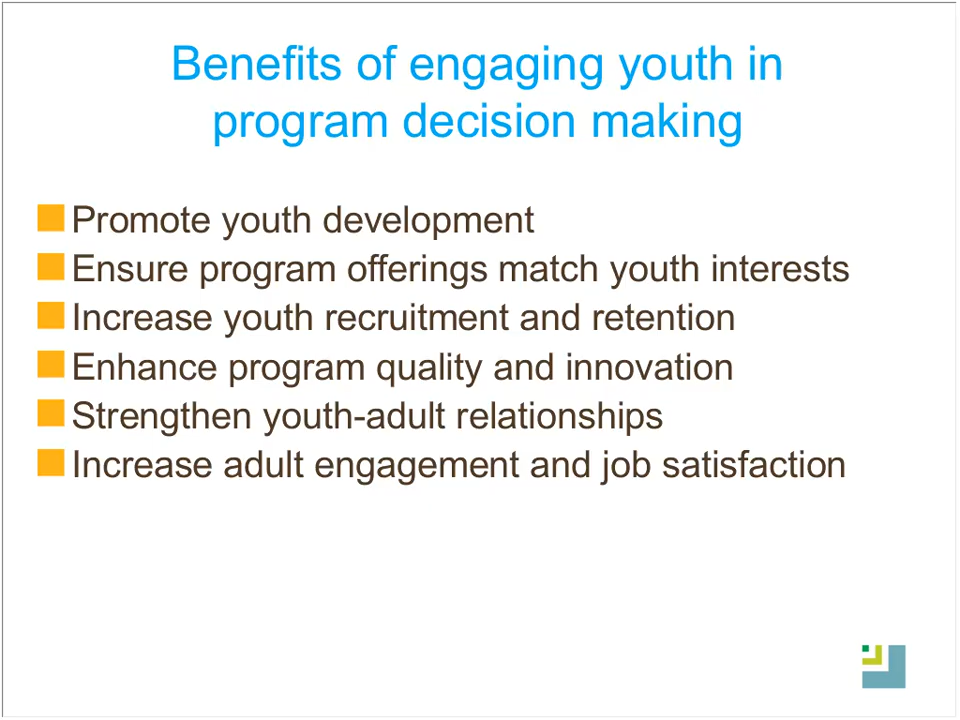 Benefits of engaging youth in
program decision making
Promote youth development
Ensure program offerings match youth interests
Increase youth recruitment and retention
Enhance program quality and innovation
Strengthen youth-adult relationships
Increase adult engagement and job satisfaction